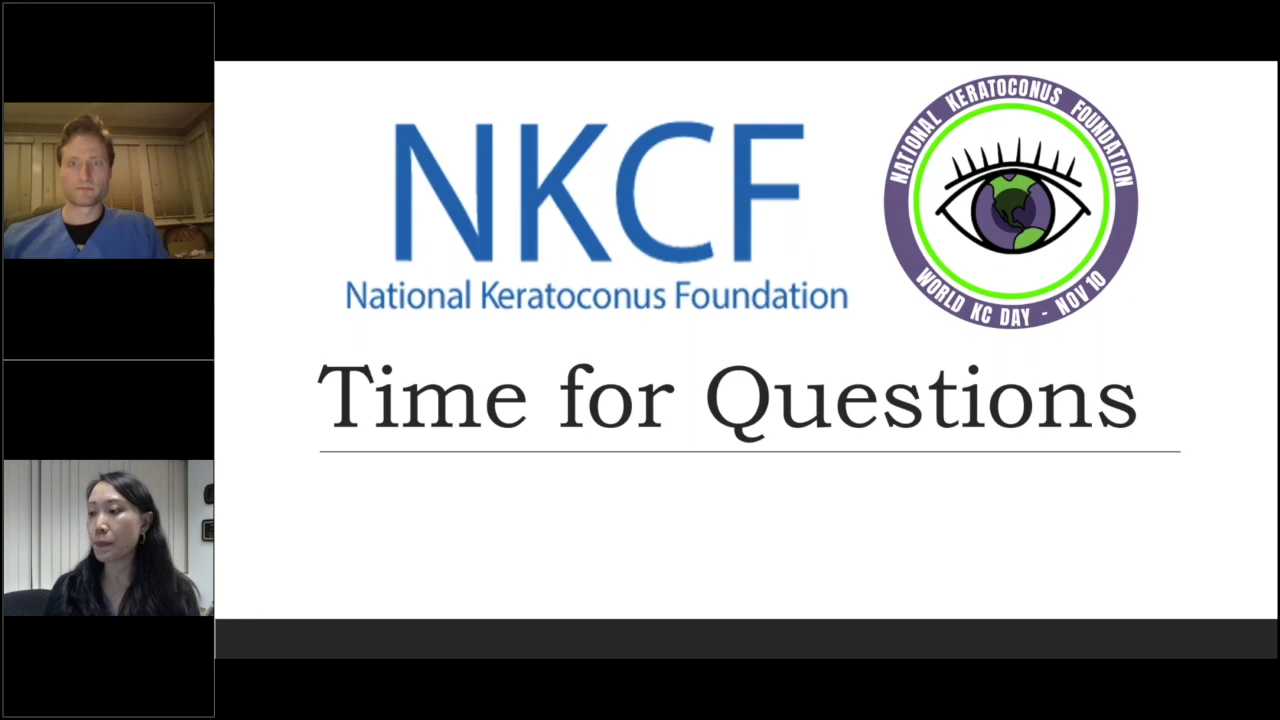 NKCF
National Keratoconus Foundation
NATIONAL KERATOCONUS FOUNDATION
WORLD KC DAY - NOV 10
Time for Questions